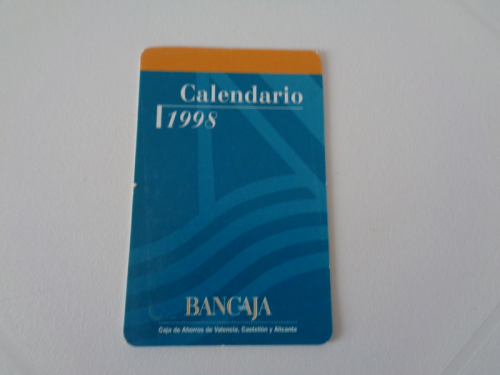 Calendario
1998
BANCAJA
Caja de Ahorros de Valencia, Castellón y Alicante